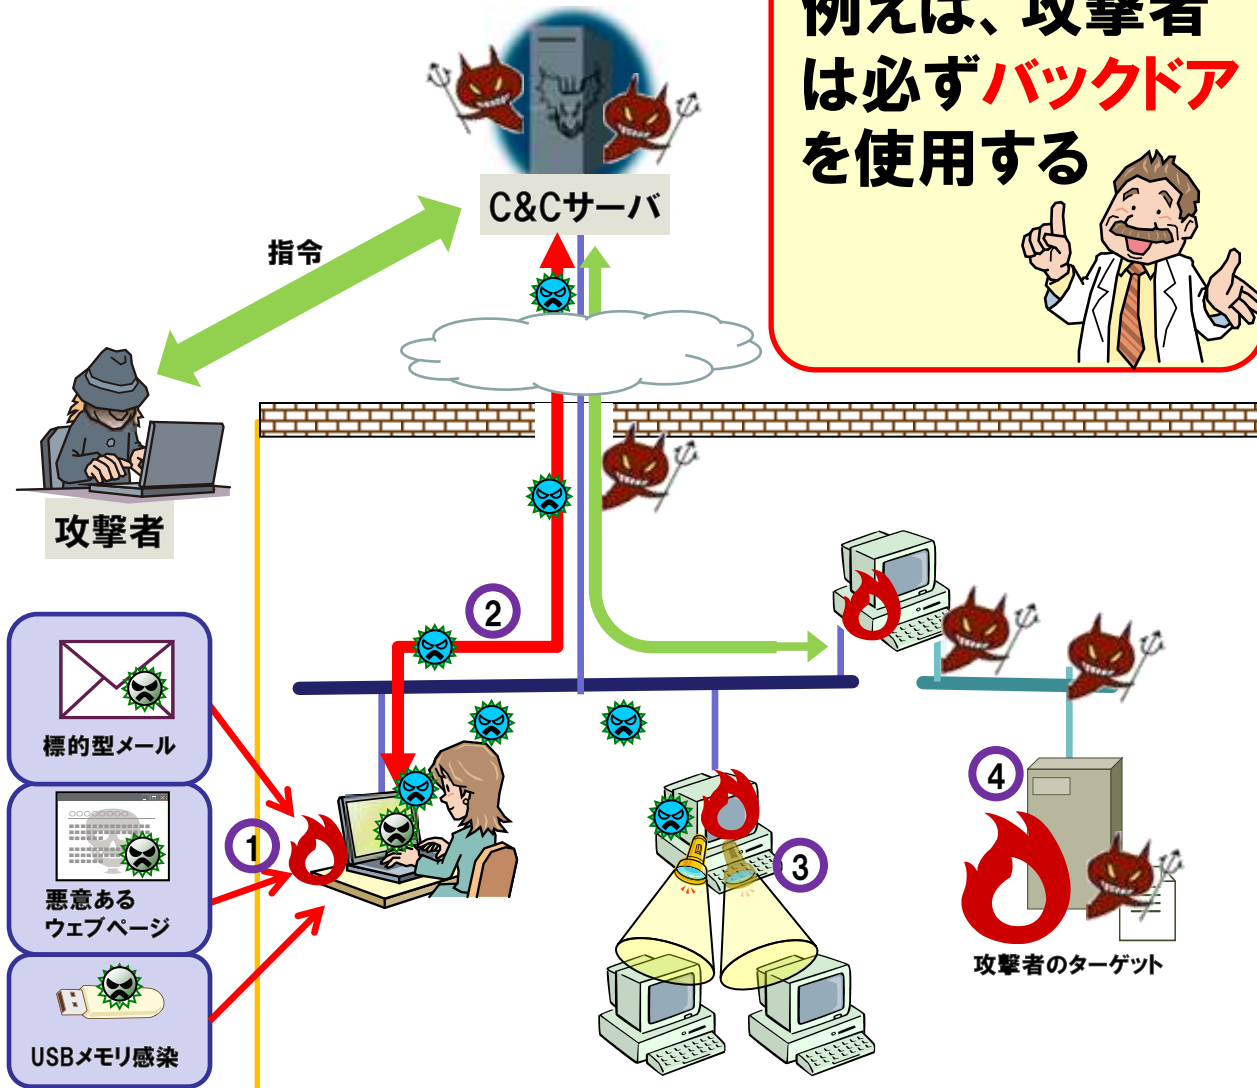 例えば、攻撃者
は必ずバックドア
を使用する
C&Cサーバ
指令
攻撃者
②
標的型メール
①
悪意ある
ウェブページ
USBメモリ感染
③
④
攻撃者のターゲット